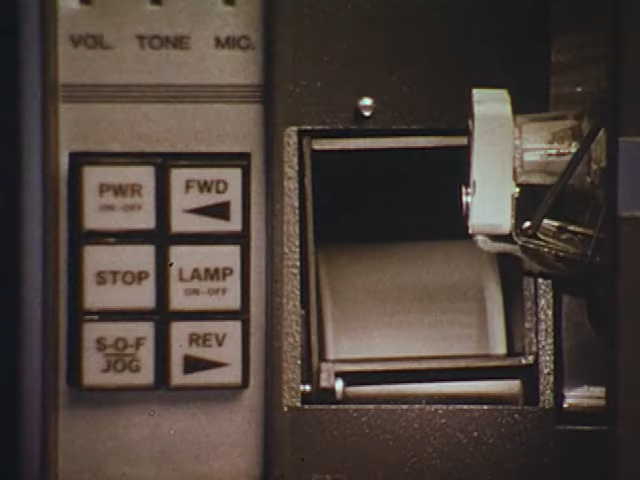 VOL. TONE MIC.
PWR
ON-OFF
FWD
STOP
LAMP
ON-OFF
S-O-F
JOG
REV